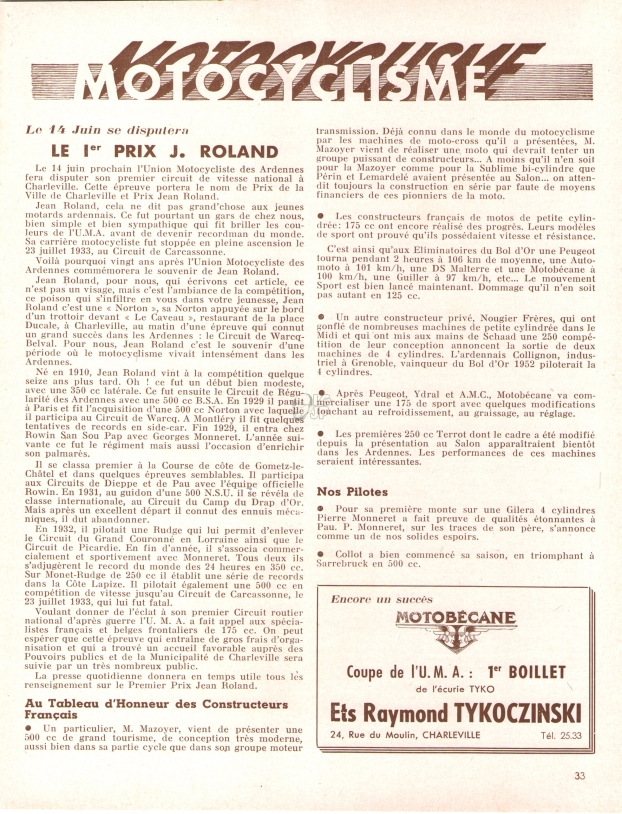 MOTOCYCLISME
Le 14 Juin se disputera
LE Ier PRIX J. ROLAND
Le 14 juin prochain l'Union Motocycliste des Ardennes
fera disputer son premier circuit de vitesse national à
Charleville. Cette épreuve portera le nom de Prix de la
Ville de Charleville et Prix Jean Roland.
Jean Roland, cela ne dit pas grand'chose aux jeunes
motards ardennais. Ce fut pourtant un gars de chez nous,
bien simple et bien sympathique qui fit briller les cou-
leurs de l'U.M.A. avant de devenir recordman du monde.
Sa carrière motocycliste fut stoppée en pleine ascension le
23 juillet 1933, au Circuit de Carcassonne.
Voilà pourquoi vingt ans après l'Union Motocycliste des
Ardennes commémorera le souvenir de Jean Roland.
Jean Roland, pour nous, qui écrivons cet article, ce
n'est pas un visage, mais c'est l'ambiance de la compétition,
ce poison qui s'infiltre en vous dans votre jeunesse, Jean
Roland c'est une « Norton », sa Norton appuyée sur le bord
d'un trottoir devant « Le Caveau », restaurant de la place
Ducale, à Charleville, au matin d'une épreuve qui connut
un grand succès dans les Ardennes : le Circuit de Warcq-
Belval. Pour nous, Jean Roland c'est le souvenir d'une
période où le motocyclisme vivait intensément dans les
Ardennes.
Né en 1910, Jean Roland vint à la compétition quelque
seize ans plus tard. Oh ! ce fut un début bien modeste,
avec une 350 latérale. Ce fut ensuite le Circuit de Régu-
larité des Ardennes avec une 500 B.S.A. En 1929 il partit
à Paris et fit l'acquisition d'une 500 cc Norton avec laquelle
il participa au Circuit de Warcq. A Montléry il fit quelques
tentatives de records en side-car. Fin 1929, il entra chez
Rowin San Sou Pap avec Georges Monneret. L'année sui-
vante ce fut le régiment mais aussi l'occasion d'enrichir
son palmarès.
Il se classa premier à la Course de côte de Gometz-le-
Châtel et dans quelques épreuves semblables. Il participa
aux Circuits de Dieppe et de Pau avec l'équipe officielle
Rowin. En 1931, au guidon d'une 500 N.S.U. il se révéla de
classe internationale, au Circuit du Camp du Drap d'Or.
Mais après un excellent départ il connut des ennuis méca-
niques, il dut abandonner.
En 1932, il pilotait une Rudge qui lui permit d'enlever
le Circuit du Grand Couronné en Lorraine ainsi que le
Circuit de Picardie. En fin d'année, il s'associa commer-
cialement et sportivement avec Monneret. Tous deux ils
s'adjugèrent le record du monde des 24 heures en 350 cc.
Sur Monet-Rudge de 250 cc il établit une série de records
dans la Côte Lapize. Il pilotait également une 500 cc en
compétition de vitesse jusqu'au Circuit de Carcassonne, le
23 juillet 1933, qui lui fut fatal.
Voulant donner de l'éclat à son premier Circuit routier
national d'après guerre l'U. M. A. a fait appel aux spécia-
listes français et belges frontaliers de 175 cc. On peut
espérer que cette épreuve qui entraîne de gros frais d'orga-
nisation et qui a trouvé un accueil favorable auprès des
Pouvoirs publics et de la Municipalité de Charleville sera
suivie par un très nombreux public.
La presse quotidienne donnera en temps utile tous les
renseignement sur le Premier Prix Jean Roland.
Au Tableau d'Honneur des Constructeurs
Français
● Un particulier, M. Mazoyer, vient de présenter une
500 cc de grand tourisme, de conception très moderne,
aussi bien dans sa partie cycle que dans son groupe moteur
transmission. Déjà connu dans le monde du motocyclisme
par les machines de moto-cross qu'il a présentées, M.
Mazoyer vient de réaliser une moto qui devrait tenter un
groupe puissant de constructeurs... A moins qu'il n'en soit
pour la Mazoyer comme pour la Sublime bi-cylindre que
Périn et Lemardelé avaient présentée au Salon... on atten-
dit toujours la construction en série par faute de moyens
financiers de ces pionniers de la moto.
● Les constructeurs français de motos de petite cylin-
drée: 175 cc ont encore réalisé des progrès. Leurs modèles
de sport ont prouvé qu'ils possédaient vitesse et résistance.
C'est ainsi qu'aux Eliminatoires du Bol d'Or une Peugeot
tourna pendant 2 heures à 106 km de moyenne, une Auto-
moto à 101 km/h, une DS Malterre et une Motobécane à
100 km/h, une Guiller à 97 km/h, etc... Le mouvement
Sport est bien lancé maintenant. Dommage qu'il n'en soit
pas autant en 125 cc.
● Un autre constructeur privé, Nougier Frères, qui ont
gonflé de nombreuses machines de petite cylindrée dans le
Midi et qui ont mis aux mains de Schaad une 250 compé-
tition de leur conception annoncent la sortie de deux
machines de 4 cylindres. L'ardennais Collignon, indus-
triel à Grenoble, vainqueur du Bol d'Or 1952 piloterait la
4 cylindres.
● Après Peugeot, Ydral et A.M.C., Motobécane va com-
mercialiser une 175 de sport avec quelques modifications
touchant au refroidissement, au graissage, au réglage.
● Les premières 250 cc Terrot dont le cadre a été modifié
depuis la présentation au Salon apparaîtraient bientôt
dans les Ardennes. Les performances de ces machines
seraient intéressantes.
Nos Pilotes
● Pour sa première monte sur une Gilera 4 cylindres
Pierre Monneret a fait preuve de qualités étonnantes à
Pau. P. Monneret, sur les traces de son père, s'annonce
comme un de nos solides espoirs.
● Collot a bien commencé sa saison, en triomphant à
Sarrebruck en 500 cc.
Encore un succès
MOTOBÉCANE
Coupe de l'U.M.A. : 1er BOILLET
de l'écurie TYKO
Ets Raymond TYKOCZINSKI
24, Rue du Moulin, CHARLEVILLE Tél. 25.33
33